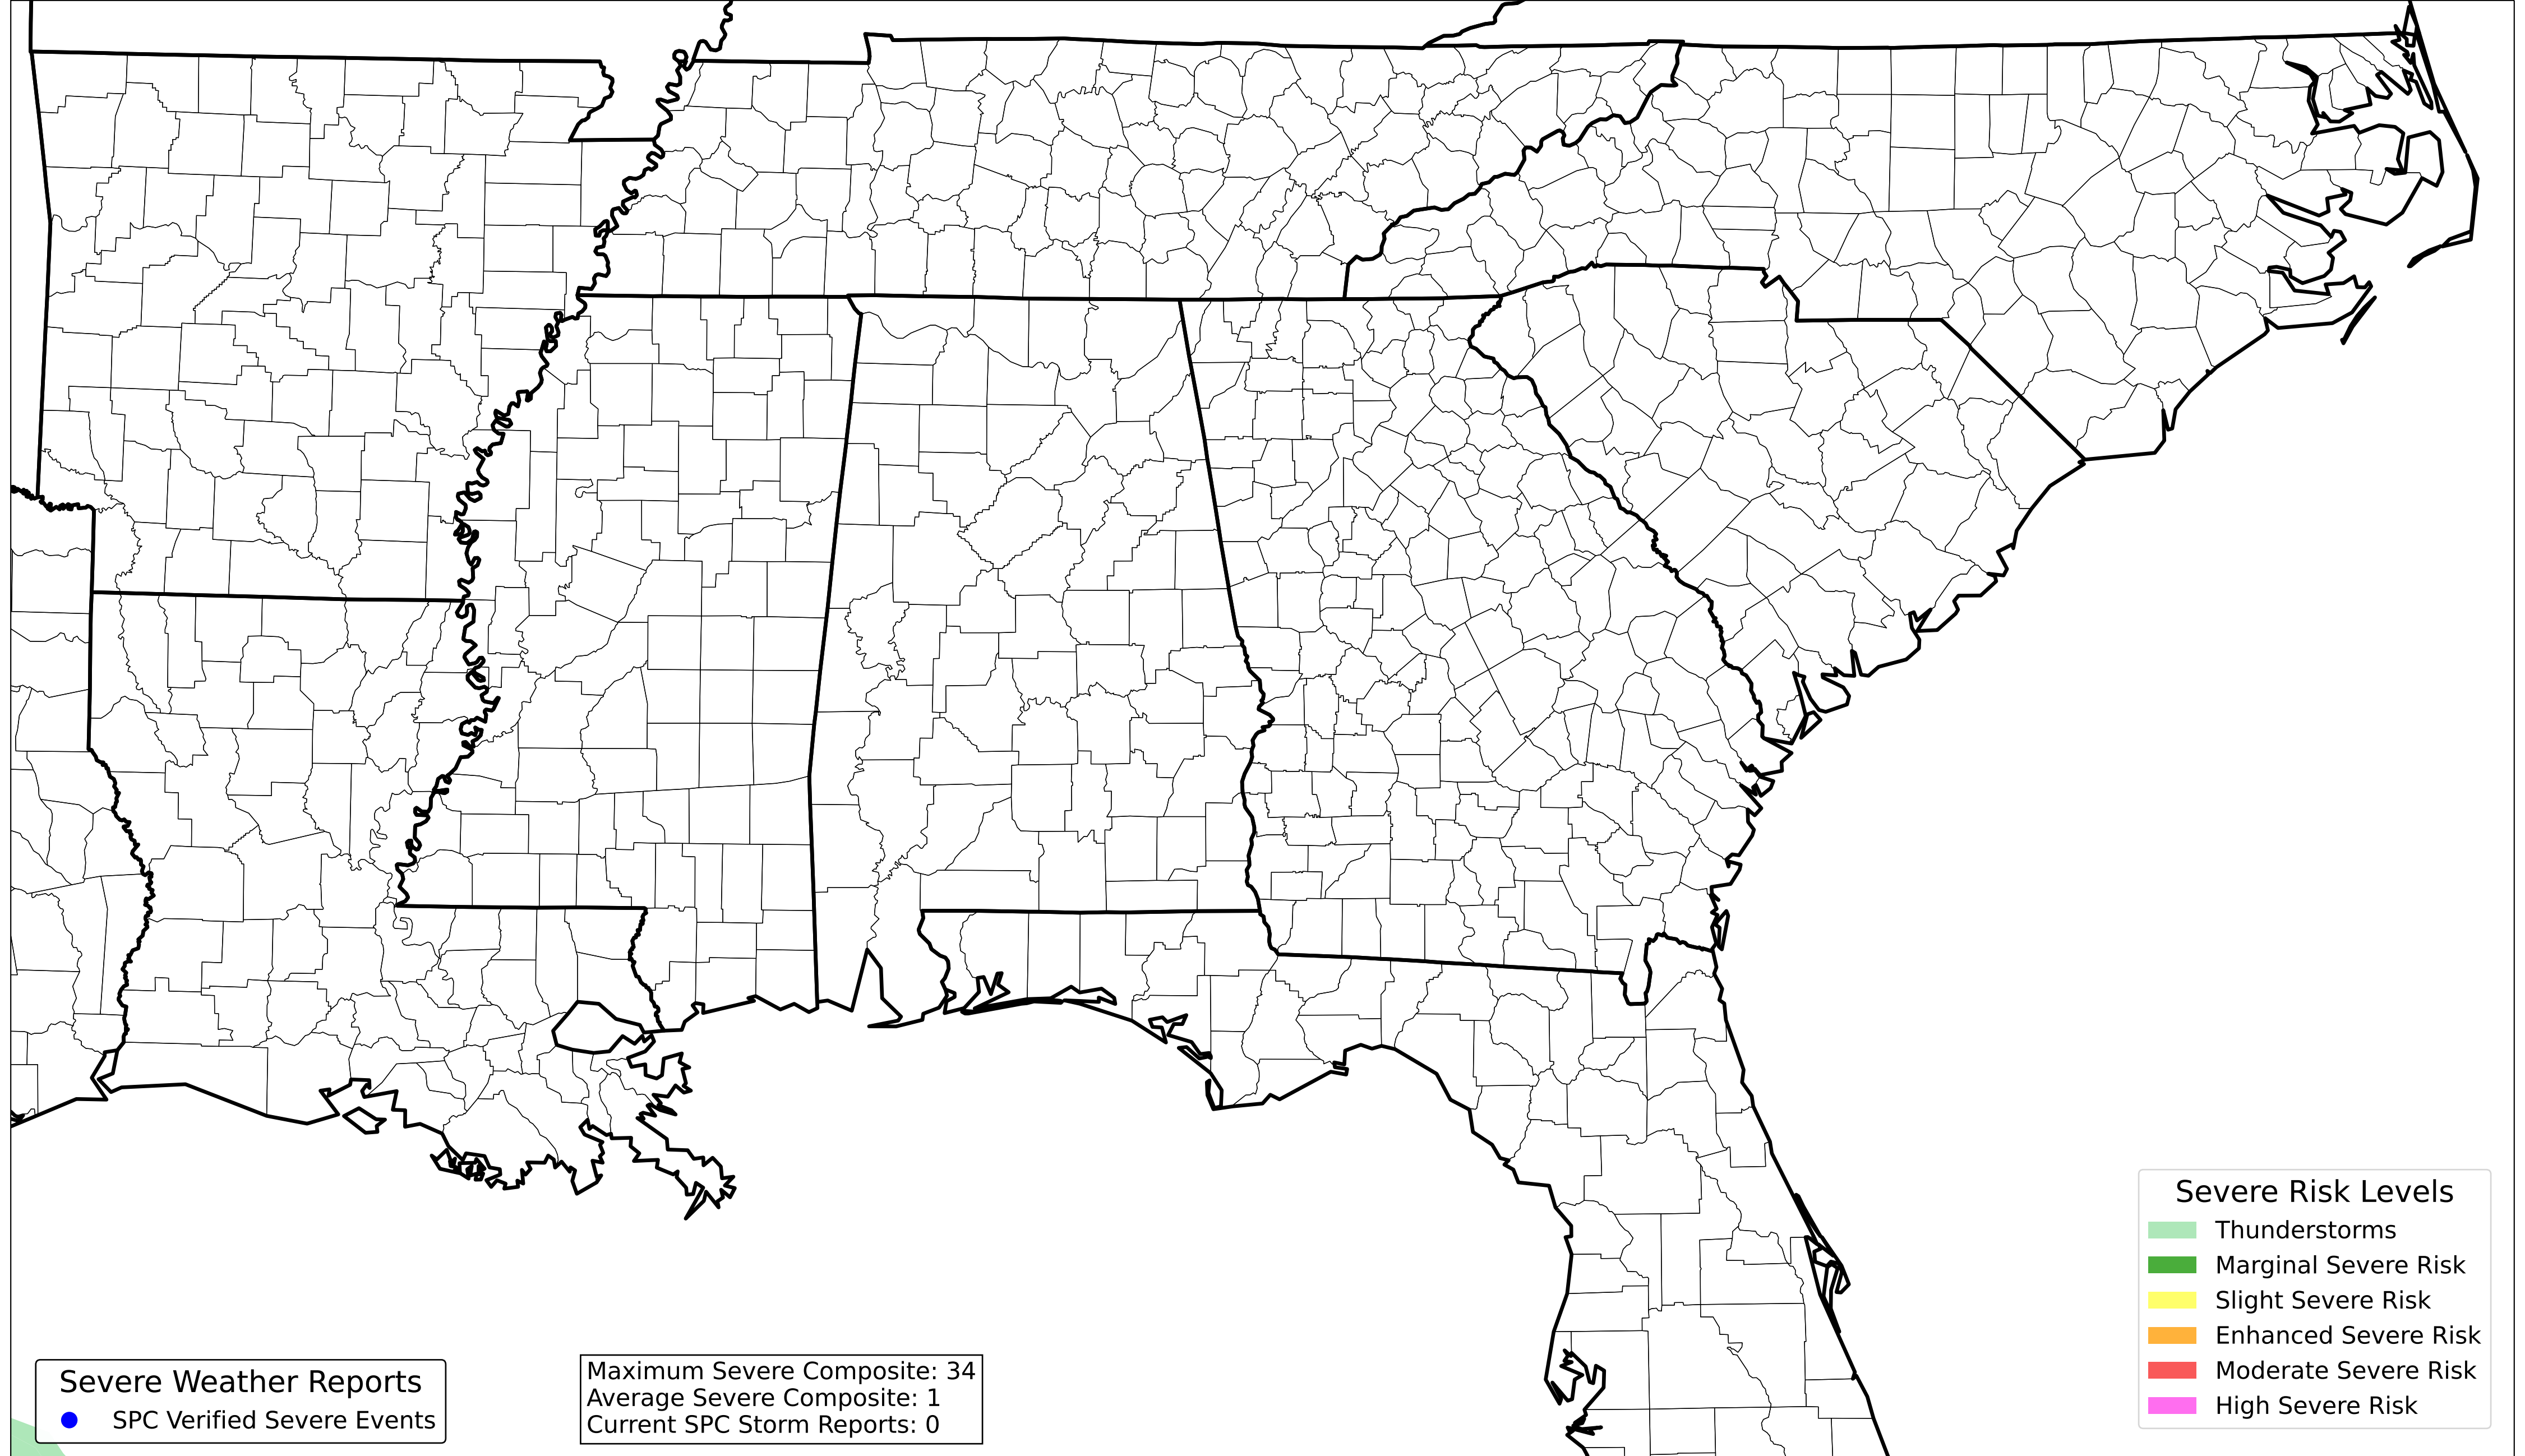 Severe Risk Levels
Thunderstorms
Marginal Severe Risk
Slight Severe Risk
Enhanced Severe Risk
Moderate Severe Risk
High Severe Risk
Severe Weather Reports
SPC Verified Severe Events
Maximum Severe Composite: 34
Average Severe Composite: 1
Current SPC Storm Reports: 0